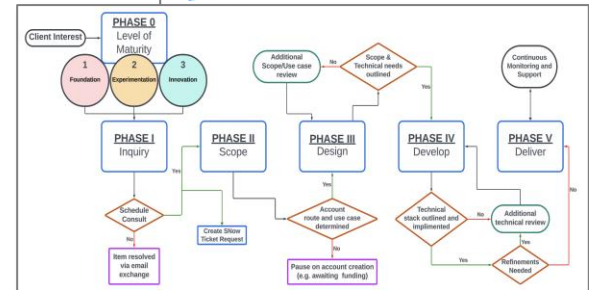 PHASE 0
Level of
Maturity
Client Interest
1
Foundation
2
Experimentation
3
Innovation
Additional
Scope/Use case
review
No
Scope &
Technical needs
outlined
Continuous
Monitoring and
Support
PHASE I
Inquiry
PHASE II
Scope
PHASE III
Design
PHASE IV
Develop
PHASE V
Deliver
Yes
Yes
No
Schedule
Consult
No
Item resolved
via email
exchange
Create SNow
Ticket Request
Account
route and use case
determined
No
Pause on account creation
(e.g. awaiting funding)
Technical
stack outlined and
implimented
No
Additional
technical review
Yes
Yes
Refinements
Needed